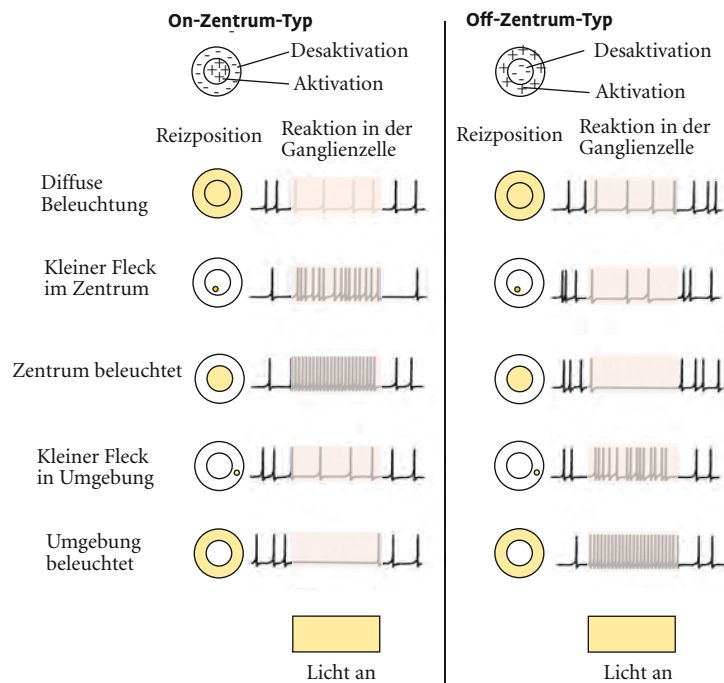 On-Zentrum-Typ
Desaktivation
Aktivation
Reizposition
Reaktion in der
Ganglienzelle
Diffuse
Beleuchtung
Kleiner Fleck
im Zentrum
Zentrum beleuchtet
Kleiner Fleck
in Umgebung
Umgebung
beleuchtet
Licht an
Off-Zentrum-Typ
Desaktivation
Aktivation
Reizposition
Reaktion in der
Ganglienzelle
Licht an